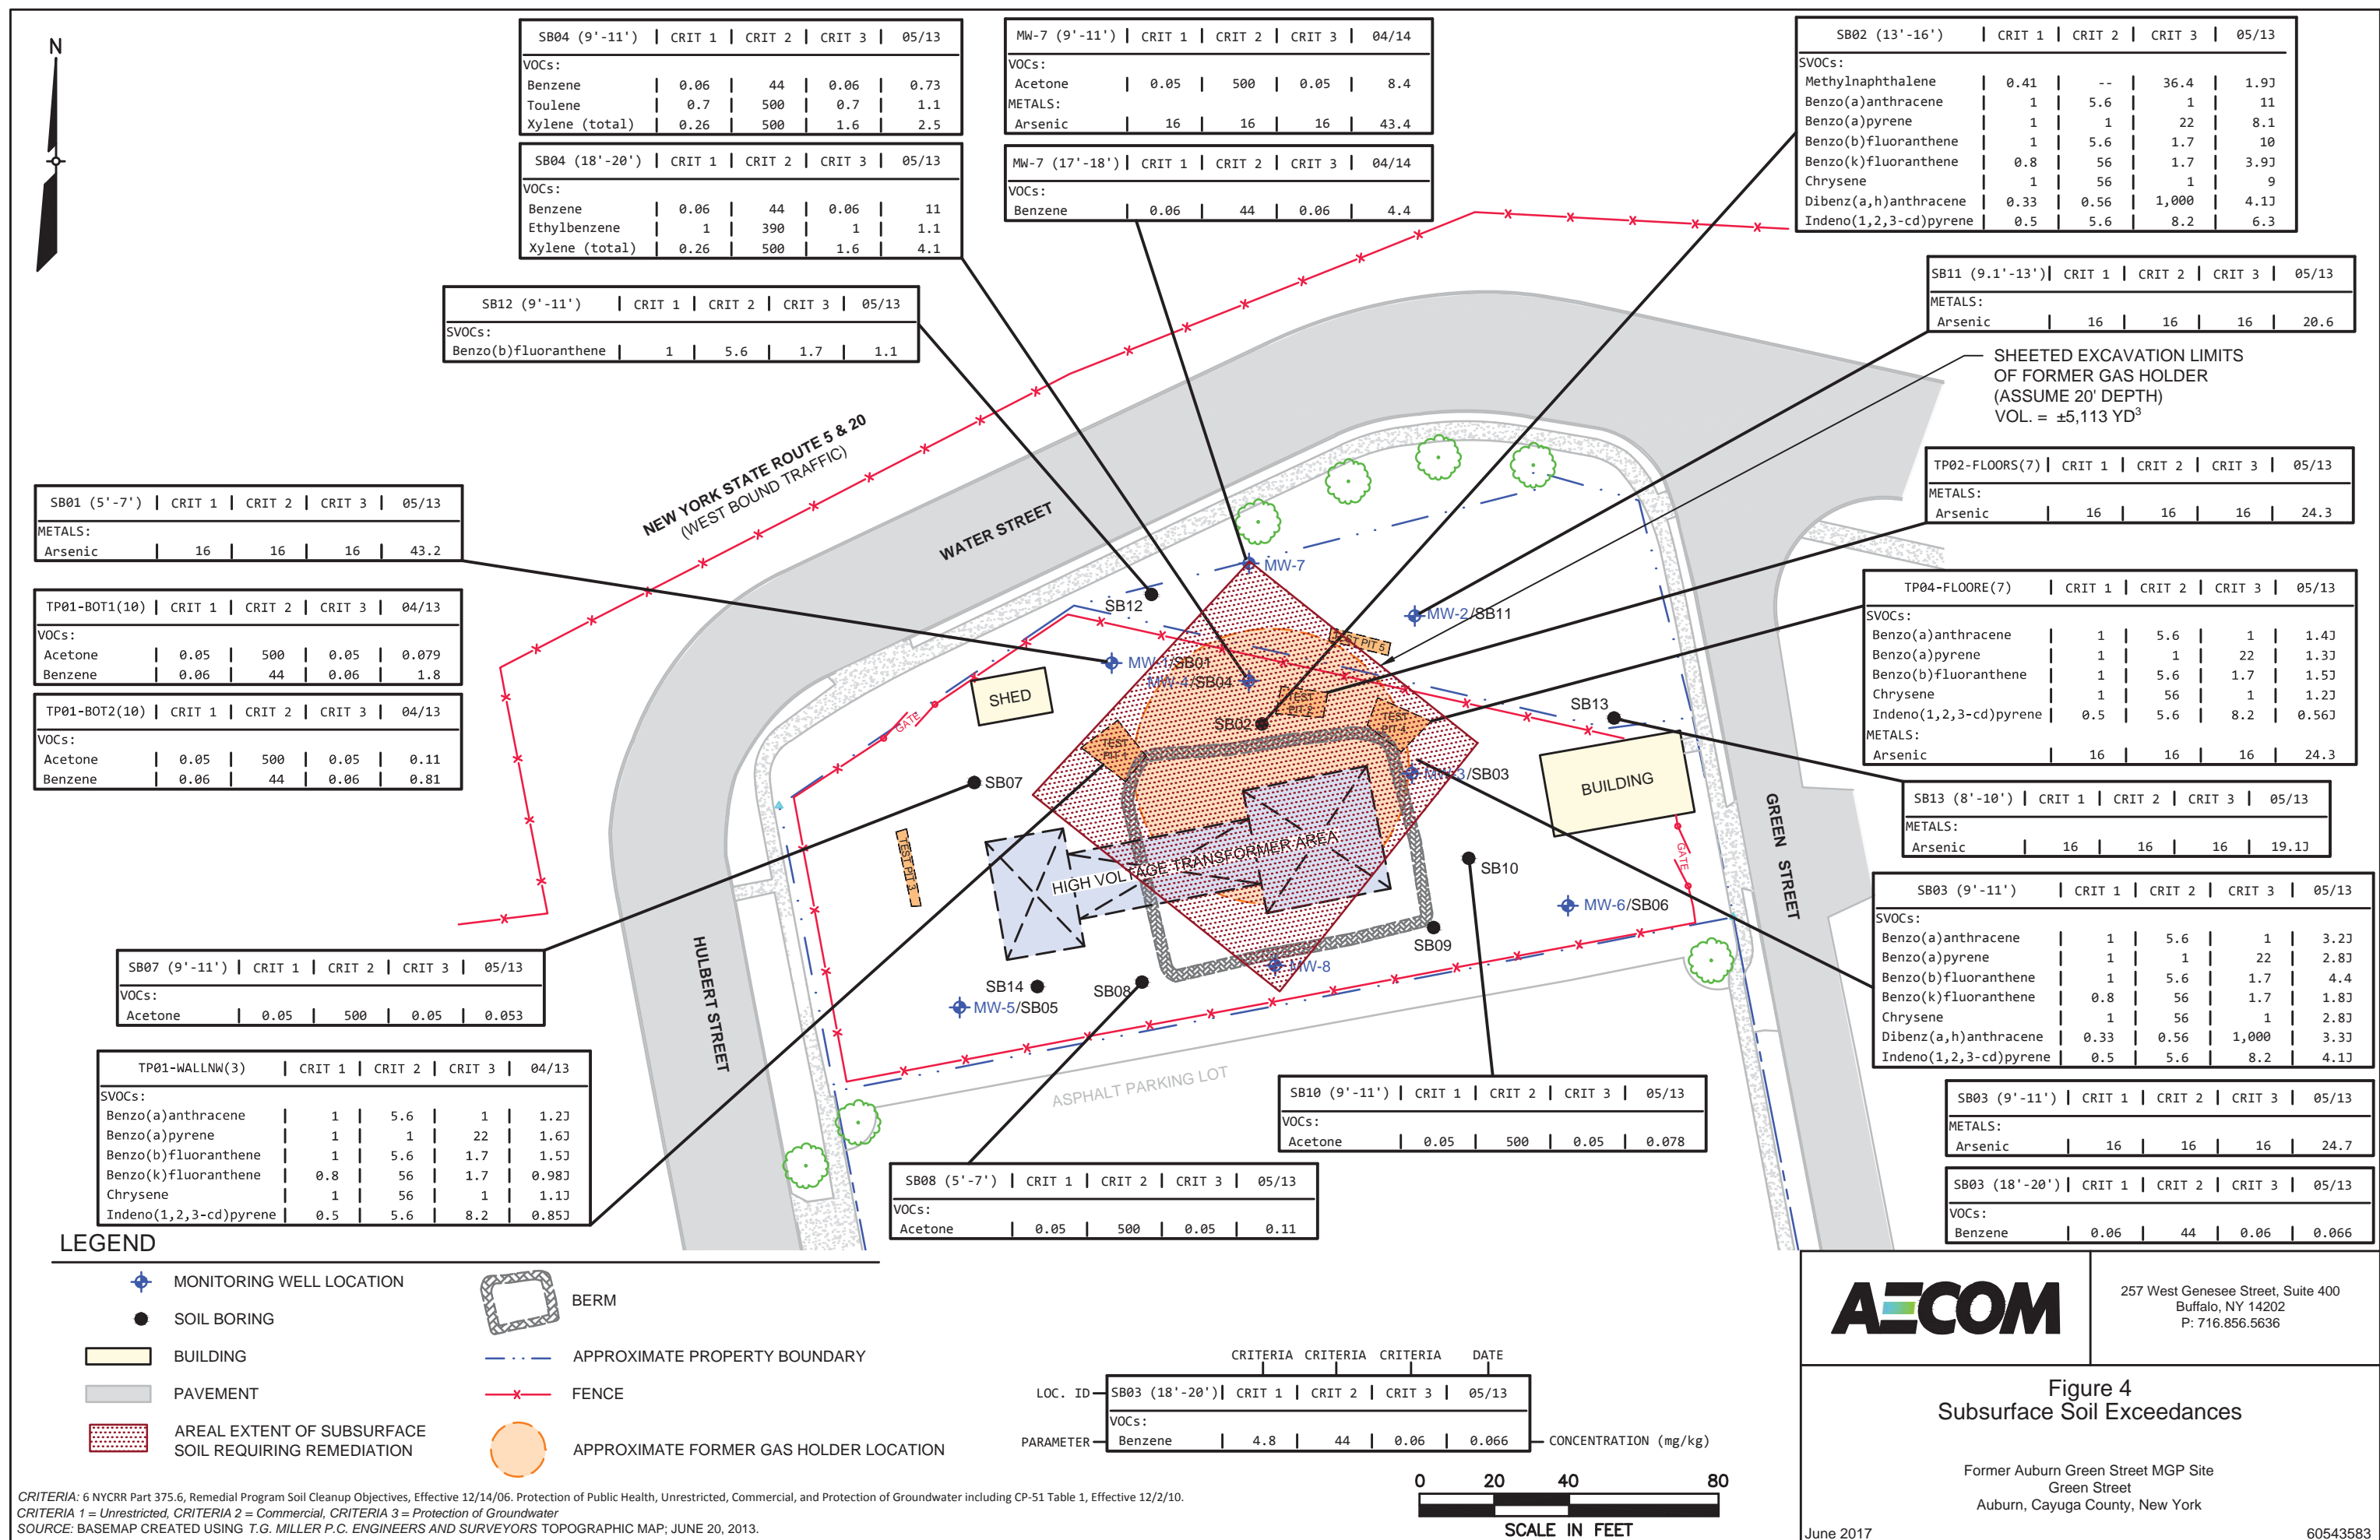 N
SB04 (9'-11') | CRIT 1 | CRIT 2 | CRIT 3 | 05/13
VOCs:
Benzene | 0.06 | 44 | 0.06 | 0.73
Toulene | 0.7 | 500 | 0.7 | 1.1
Xylene (total) | 0.26 | 500 | 1.6 | 2.5
SB04 (18'-20') | CRIT 1 | CRIT 2 | CRIT 3 | 05/13
VOCs:
Benzene | 0.06 | 44 | 0.06 | 11
Ethylbenzene | 1 | 390 | 1 | 1.1
Xylene (total) | 0.26 | 500 | 1.6 | 4.1
MW-7 (9'-11') | CRIT 1 | CRIT 2 | CRIT 3 | 04/14
VOCs:
Acetone | 0.05 | 500 | 0.05 | 8.4
METALS:
Arsenic | 16 | 16 | 16 | 43.4
MW-7 (17'-18') | CRIT 1 | CRIT 2 | CRIT 3 | 04/14
VOCs:
Benzene | 0.06 | 44 | 0.06 | 4.4
SB02 (13'-16') | CRIT 1 | CRIT 2 | CRIT 3 | 05/13
SVOCs:
Methylnaphthalene | 0.41 | -- | 36.4 | 1.9J
Benzo(a)anthracene | 1 | 5.6 | 1 | 11
Benzo(a)pyrene | 1 | 1 | 22 | 8.1
Benzo(b)fluoranthene | 1 | 5.6 | 1.7 | 10
Benzo(k)fluoranthene | 0.8 | 56 | 1.7 | 3.9J
Chrysene | 1 | 56 | 1 | 9
Dibenz(a,h)anthracene | 0.33 | 0.56 | 1,000 | 4.1J
Indeno(1,2,3-cd)pyrene | 0.5 | 5.6 | 8.2 | 6.3
SB12 (9'-11') | CRIT 1 | CRIT 2 | CRIT 3 | 05/13
SVOCs:
Benzo(b)fluoranthene | 1 | 5.6 | 1.7 | 1.1
SB11 (9.1'-13') | CRIT 1 | CRIT 2 | CRIT 3 | 05/13
METALS:
Arsenic | 16 | 16 | 16 | 20.6
SHEETED EXCAVATION LIMITS
OF FORMER GAS HOLDER
(ASSUME 20' DEPTH)
VOL. = ±5,113 YD3
TP02-FLOORS(7) | CRIT 1 | CRIT 2 | CRIT 3 | 05/13
METALS:
Arsenic | 16 | 16 | 16 | 24.3
TP04-FLOORE(7) | CRIT 1 | CRIT 2 | CRIT 3 | 05/13
SVOCs:
Benzo(a)anthracene | 1 | 5.6 | 1 | 1.4J
Benzo(a)pyrene | 1 | 1 | 22 | 1.3J
Benzo(b)fluoranthene | 1 | 5.6 | 1.7 | 1.5J
Chrysene | 1 | 56 | 1 | 1.2J
Indeno(1,2,3-cd)pyrene | 0.5 | 5.6 | 8.2 | 0.56J
METALS:
Arsenic | 16 | 16 | 16 | 24.3
SB13 (8'-10') | CRIT 1 | CRIT 2 | CRIT 3 | 05/13
METALS:
Arsenic | 16 | 16 | 16 | 19.1J
SB03 (9'-11') | CRIT 1 | CRIT 2 | CRIT 3 | 05/13
SVOCs:
Benzo(a)anthracene | 1 | 5.6 | 1 | 3.2J
Benzo(a)pyrene | 1 | 1 | 22 | 2.8J
Benzo(b)fluoranthene | 1 | 5.6 | 1.7 | 4.4
Benzo(k)fluoranthene | 0.8 | 56 | 1.7 | 1.8J
Chrysene | 1 | 56 | 1 | 2.8J
Dibenz(a,h)anthracene | 0.33 | 0.56 | 1,000 | 3.3J
Indeno(1,2,3-cd)pyrene | 0.5 | 5.6 | 8.2 | 4.1J
SB03 (9'-11') | CRIT 1 | CRIT 2 | CRIT 3 | 05/13
METALS:
Arsenic | 16 | 16 | 16 | 24.7
SB03 (18'-20') | CRIT 1 | CRIT 2 | CRIT 3 | 05/13
VOCs:
Benzene | 0.06 | 44 | 0.06 | 0.066
SB01 (5'-7') | CRIT 1 | CRIT 2 | CRIT 3 | 05/13
METALS:
Arsenic | 16 | 16 | 16 | 43.2
TP01-BOT1(10) | CRIT 1 | CRIT 2 | CRIT 3 | 04/13
VOCs:
Acetone | 0.05 | 500 | 0.05 | 0.079
Benzene | 0.06 | 44 | 0.06 | 1.8
TP01-BOT2(10) | CRIT 1 | CRIT 2 | CRIT 3 | 04/13
VOCs:
Acetone | 0.05 | 500 | 0.05 | 0.11
Benzene | 0.06 | 44 | 0.06 | 0.81
SB07 (9'-11') | CRIT 1 | CRIT 2 | CRIT 3 | 05/13
VOCs:
Acetone | 0.05 | 500 | 0.05 | 0.053
TP01-WALLNW(3) | CRIT 1 | CRIT 2 | CRIT 3 | 04/13
SVOCs:
Benzo(a)anthracene | 1 | 5.6 | 1 | 1.2J
Benzo(a)pyrene | 1 | 1 | 22 | 1.6J
Benzo(b)fluoranthene | 1 | 5.6 | 1.7 | 1.5J
Benzo(k)fluoranthene | 0.8 | 56 | 1.7 | 0.98J
Chrysene | 1 | 56 | 1 | 1.1J
Indeno(1,2,3-cd)pyrene | 0.5 | 5.6 | 8.2 | 0.85J
SB08 (5'-7') | CRIT 1 | CRIT 2 | CRIT 3 | 05/13
VOCs:
Acetone | 0.05 | 500 | 0.05 | 0.11
SB10 (9'-11') | CRIT 1 | CRIT 2 | CRIT 3 | 05/13
VOCs:
Acetone | 0.05 | 500 | 0.05 | 0.078
NEW YORK STATE ROUTE 5 & 20
(WEST BOUND TRAFFIC)
WATER STREET
HULBERT STREET
GREEN STREET
MW-7
SB12
MW-2/SB11
TEST PIT 5
MW-1/SB01
MW-4/SB04
SHED
GATE
TEST
PIT 2
SB02
TEST
PIT 4
SB13
TEST
PIT
MW-3/SB03
BUILDING
SB07
TEST PIT 3
HIGH VOLTAGE TRANSFORMER AREA
SB10
GATE
MW-6/SB06
SB09
MW-8
SB14
SB08
MW-5/SB05
ASPHALT PARKING LOT
LEGEND
MONITORING WELL LOCATION
SOIL BORING
BUILDING
PAVEMENT
AREAL EXTENT OF SUBSURFACE
SOIL REQUIRING REMEDIATION
BERM
APPROXIMATE PROPERTY BOUNDARY
FENCE
APPROXIMATE FORMER GAS HOLDER LOCATION
CRITERIA CRITERIA CRITERIA DATE
LOC. ID SB03 (18'-20') | CRIT 1 | CRIT 2 | CRIT 3 | 05/13
VOCs:
PARAMETER Benzene | 4.8 | 44 | 0.06 | 0.066 CONCENTRATION (mg/kg)
0 20 40 80
SCALE IN FEET
CRITERIA: 6 NYCRR Part 375.6, Remedial Program Soil Cleanup Objectives, Effective 12/14/06. Protection of Public Health, Unrestricted, Commercial, and Protection of Groundwater including CP-51 Table 1, Effective 12/2/10.
CRITERIA 1 = Unrestricted, CRITERIA 2 = Commercial, CRITERIA 3 = Protection of Groundwater
SOURCE: BASEMAP CREATED USING T.G. MILLER P.C. ENGINEERS AND SURVEYORS TOPOGRAPHIC MAP; JUNE 20, 2013.
AECOM
257 West Genesee Street, Suite 400
Buffalo, NY 14202
P: 716.856.5636
Figure 4
Subsurface Soil Exceedances
Former Auburn Green Street MGP Site
Green Street
Auburn, Cayuga County, New York
June 2017 60543583